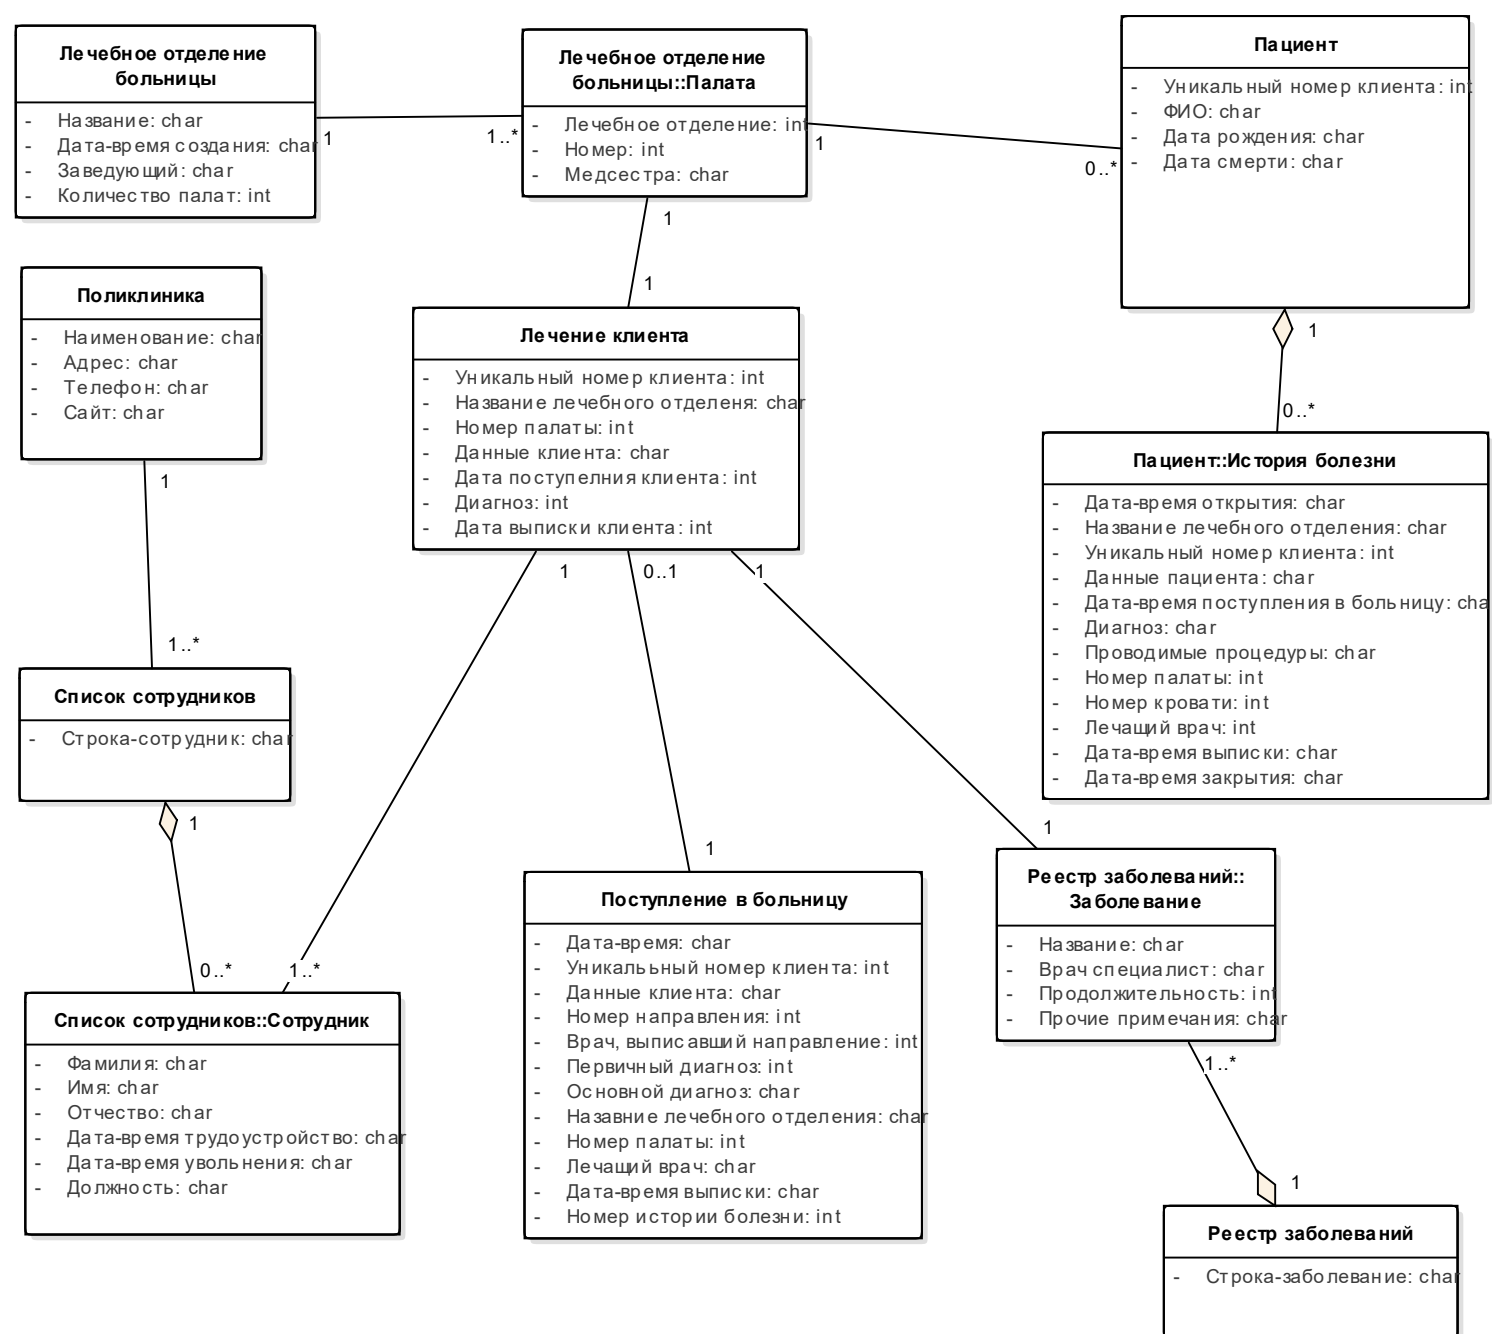 Лечебное отделение
больницы
- Название: char
- Дата-время создания: char
- Заведующий: char
- Количество палат: int
1
1..*
Лечебное отделение
больницы::Палата
- Лечебное отделение: int
- Номер: int
- Медсестра: char
1
0..*
Пациент
- Уникальный номер клиента: int
- ФИО: char
- Дата рождения: char
- Дата смерти: char
1
1
Поликлиника
- Наименование: char
- Адрес: char
- Телефон: char
- Сайт: char
1
1..*
Лечение клиента
- Уникальный номер клиента: int
- Название лечебного отделеня: char
- Номер палаты: int
- Данные клиента: char
- Дата поступелния клиента: int
- Диагноз: int
- Дата выписки клиента: int
1
0..1
1
1
0..*
Пациент::История болезни
- Дата-время открытия: char
- Название лечебного отделения: char
- Уникальный номер клиента: int
- Данные пациента: char
- Дата-время поступления в больницу: cha
- Диагноз: char
- Проводимые процедуры: char
- Номер палаты: int
- Номер кровати: int
- Лечащий врач: int
- Дата-время выписки: char
- Дата-время закрытия: char
Список сотрудников
- Строка-сотрудник: char
1
0..*
1..*
Список сотрудников::Сотрудник
- Фамилия: char
- Имя: char
- Отчество: char
- Дата-время трудоустройство: char
- Дата-время увольнения: char
- Должность: char
1
Поступление в больницу
- Дата-время: char
- Уникалььный номер клиента: int
- Данные клиента: char
- Номер направления: int
- Врач, выписавший направление: int
- Первичный диагноз: int
- Основной диагноз: char
- Назавние лечебного отделения: char
- Номер палаты: int
- Лечащий врач: char
- Дата-время выписки: char
- Номер истории болезни: int
1
Реестр заболеваний::
Заболевание
- Название: char
- Врач специалист: char
- Продолжительность: int
- Прочие примечания: char
1..*
1
Реестр заболеваний
- Строка-заболевание: char